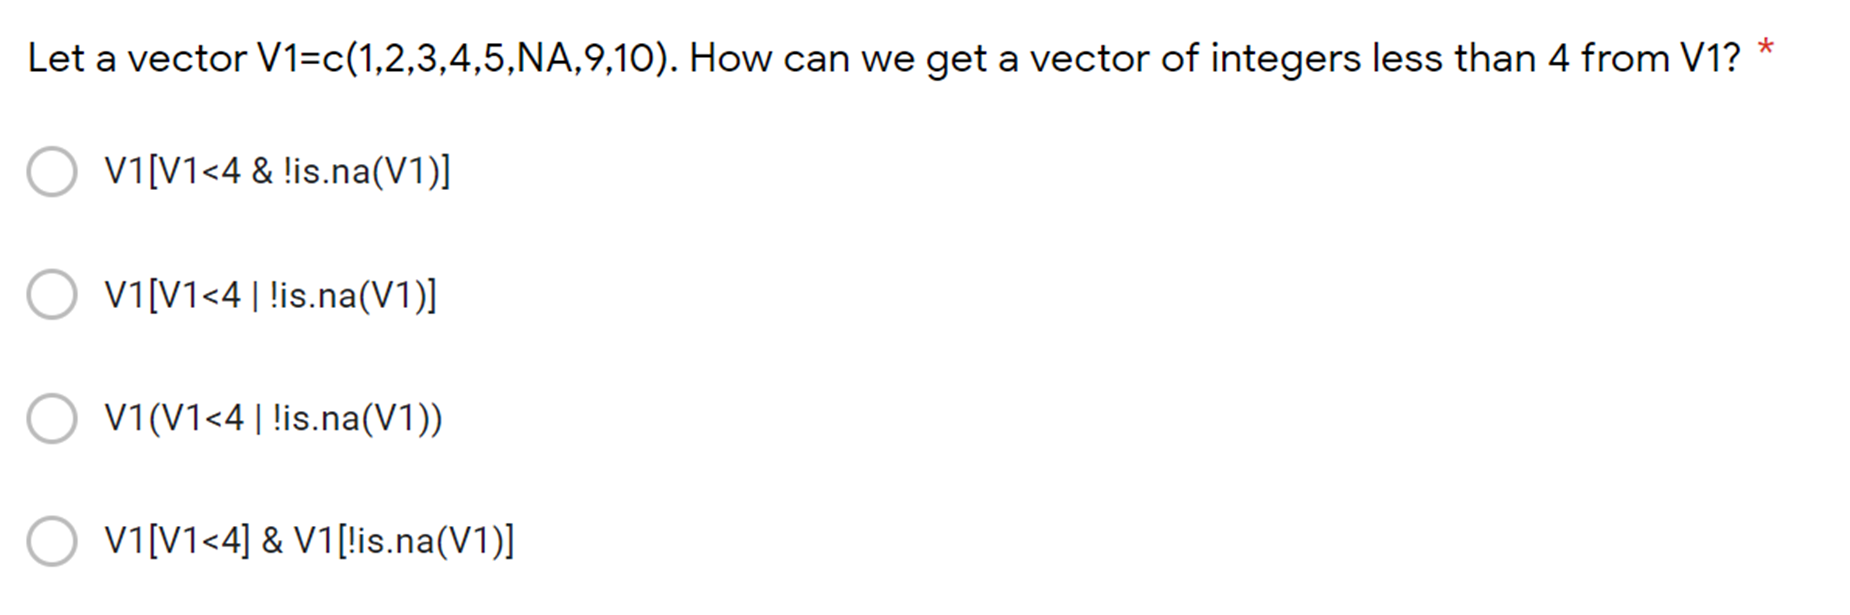 Let a vector V1=c(1,2,3,4,5,NA,9,10). How can we get a vector of integers less than 4 from V1? *
V1[V1<4 & !is.na(V1)]
V1[V1<4 | !is.na(V1)]
V1(V1<4 | !is.na(V1))
V1[V1<4] & V1[!is.na(V1)]